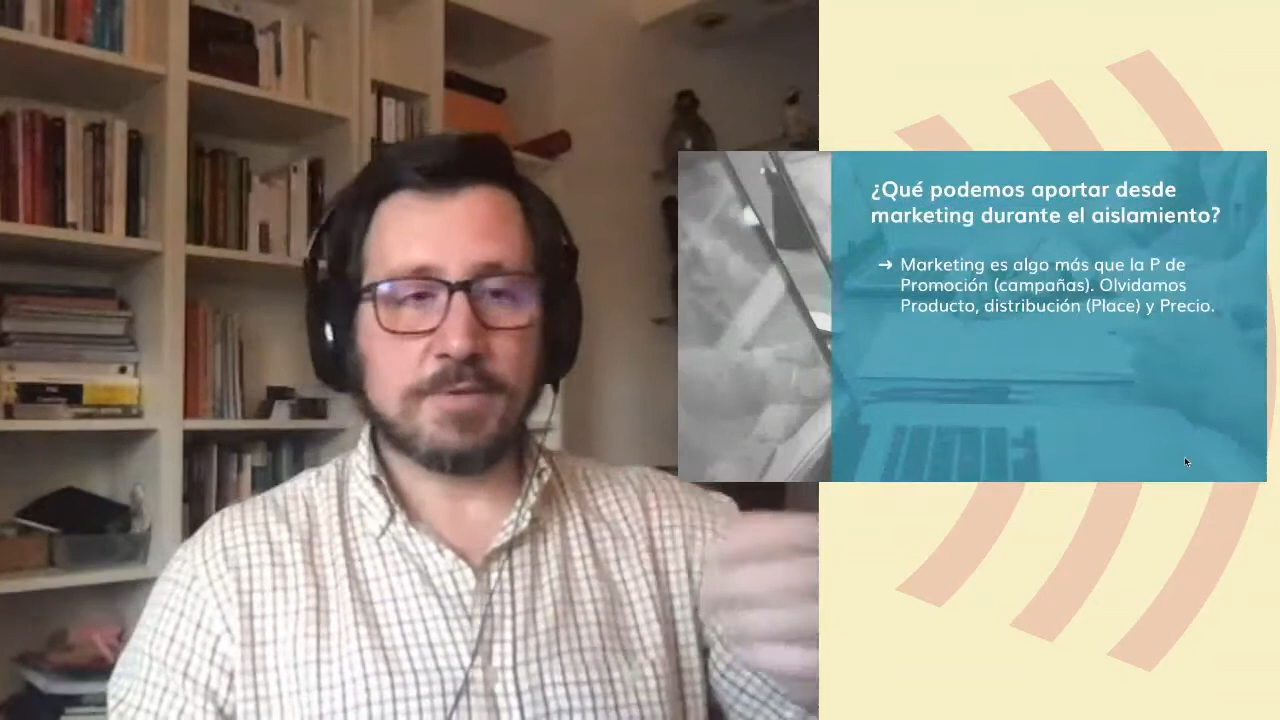 ¿Qué podemos aportar desde
marketing durante el aislamiento?
➔ Marketing es algo más que la P de
Promoción (campañas). Olvidamos
Producto, distribución (Place) y Precio.